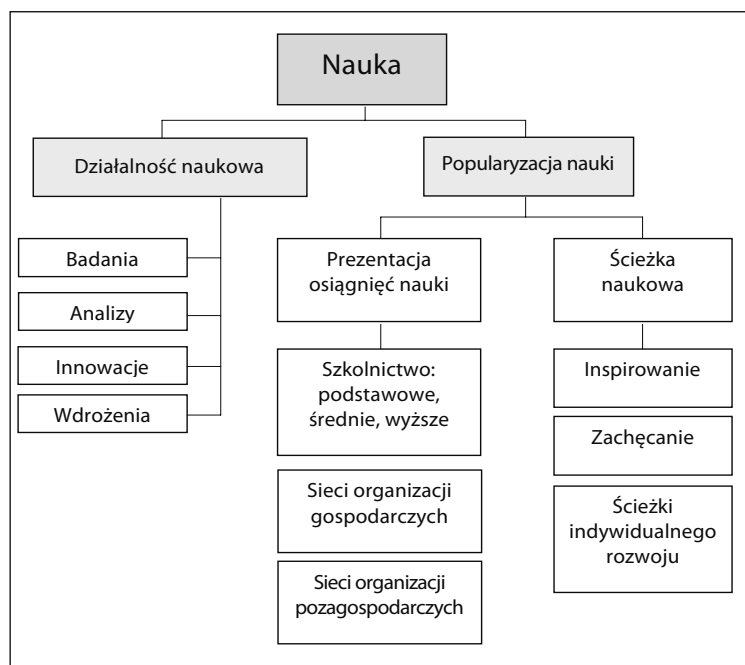 Nauka
Działalność naukowa
Popularyzacja nauki
Badania
Analizy
Innowacje
Wdrożenia
Prezentacja
osiągnięć nauki
Szkolnictwo:
podstawowe,
średnie, wyższe
Sieci organizacji
gospodarczych
Sieci organizacji
pozagospodarczych
Ścieżka
naukowa
Inspirowanie
Zachęcanie
Ścieżki
indywidualnego
rozwoju